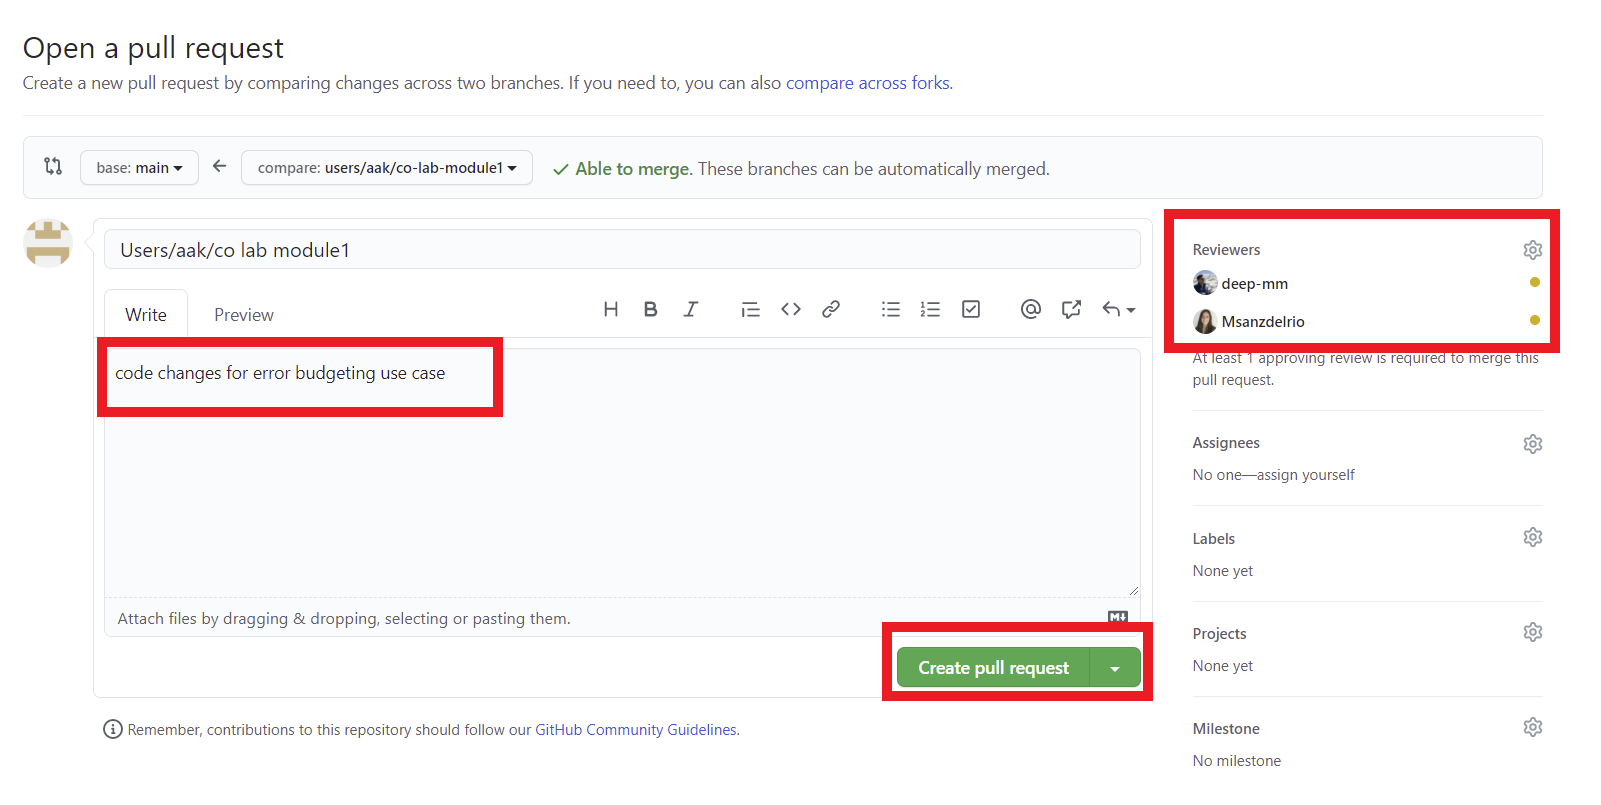 Open a pull request
Create a new pull request by comparing changes across two branches. If you need to, you can also compare across forks.
base: main
compare: users/aak/co-lab-module1
Able to merge. These branches can be automatically merged.
Users/aak/co lab module1
Write
Preview
H B I
code changes for error budgeting use case
Attach files by dragging & dropping, selecting or pasting them.
Create pull request
Remember, contributions to this repository should follow our GitHub Community Guidelines.
Reviewers
deep-mm
Msanzdelrio
At least 1 approving review is required to merge this
pull request.
Assignees
No one—assign yourself
Labels
None yet
Projects
None yet
Milestone
No milestone